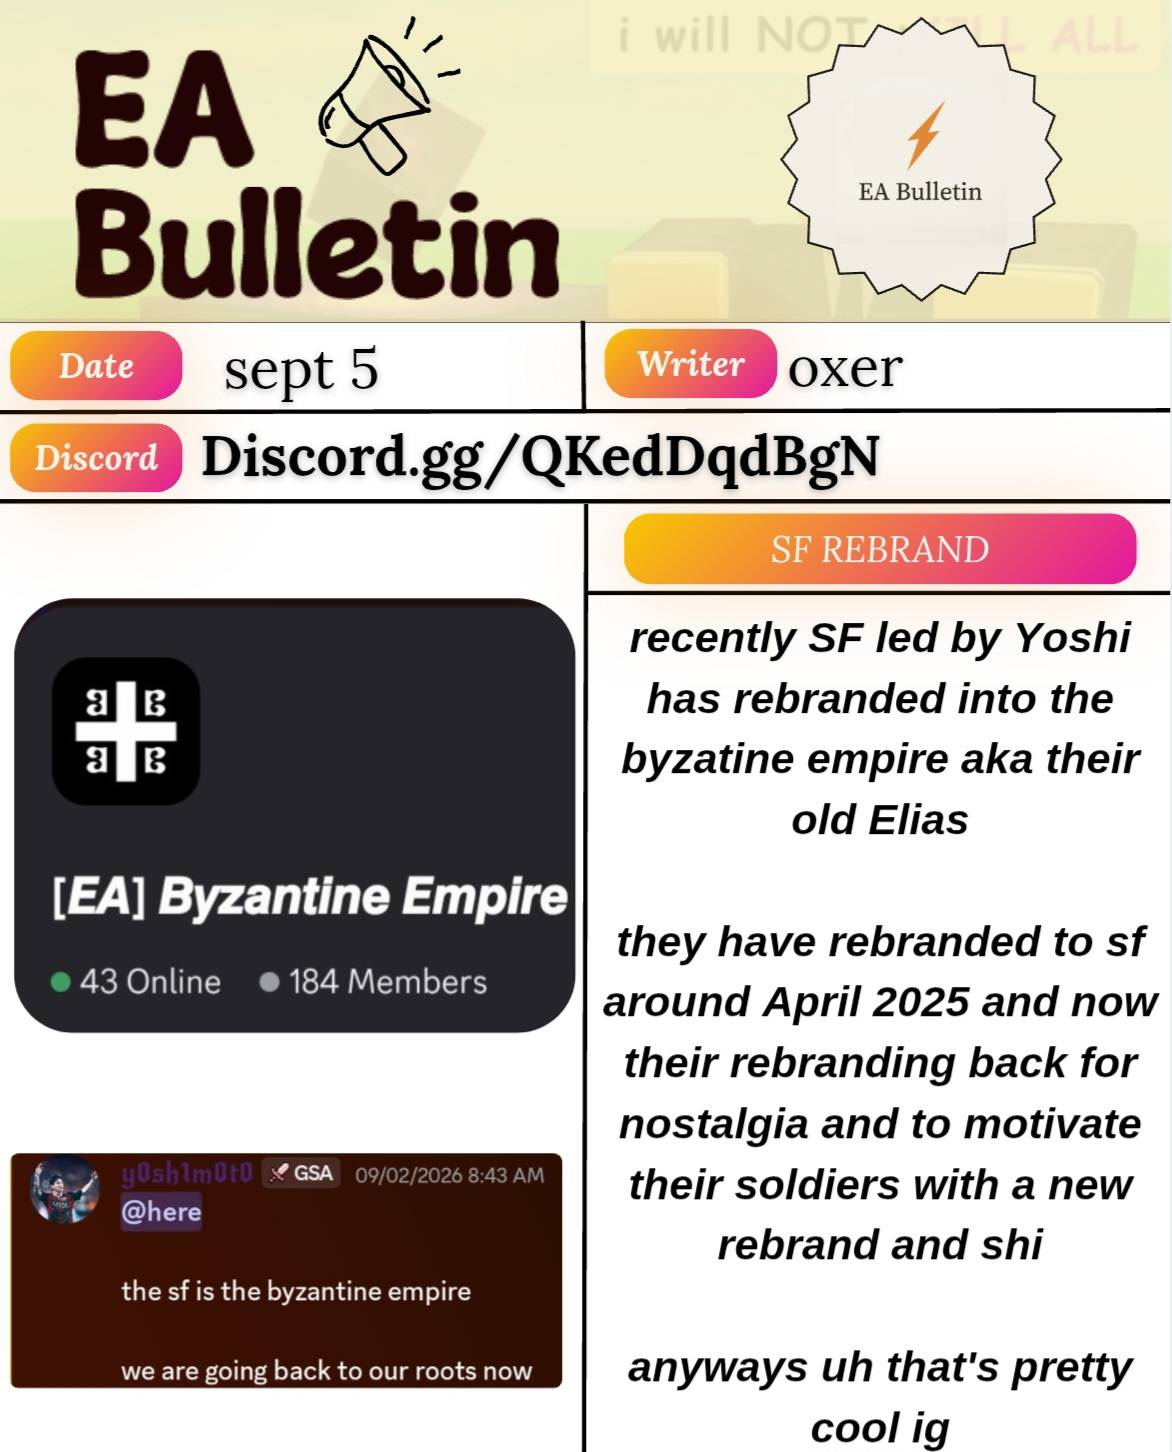 i will NOT KILL ALL
EA
Bulletin
EA Bulletin
Date
sept 5
Writer
oxer
Discord
Discord.gg/QKedDqdBgN
[EA] Byzantine Empire
43 Online
184 Members
y0sh1m0t0
GSA
09/02/2026 8:43 AM
@here
the sf is the byzantine empire
we are going back to our roots now
SF REBRAND
recently SF led by Yoshi
has rebranded into the
byzatine empire aka their
old Elias
they have rebranded to sf
around April 2025 and now
their rebranding back for
nostalgia and to motivate
their soldiers with a new
rebrand and shi
anyways uh that's pretty
cool ig